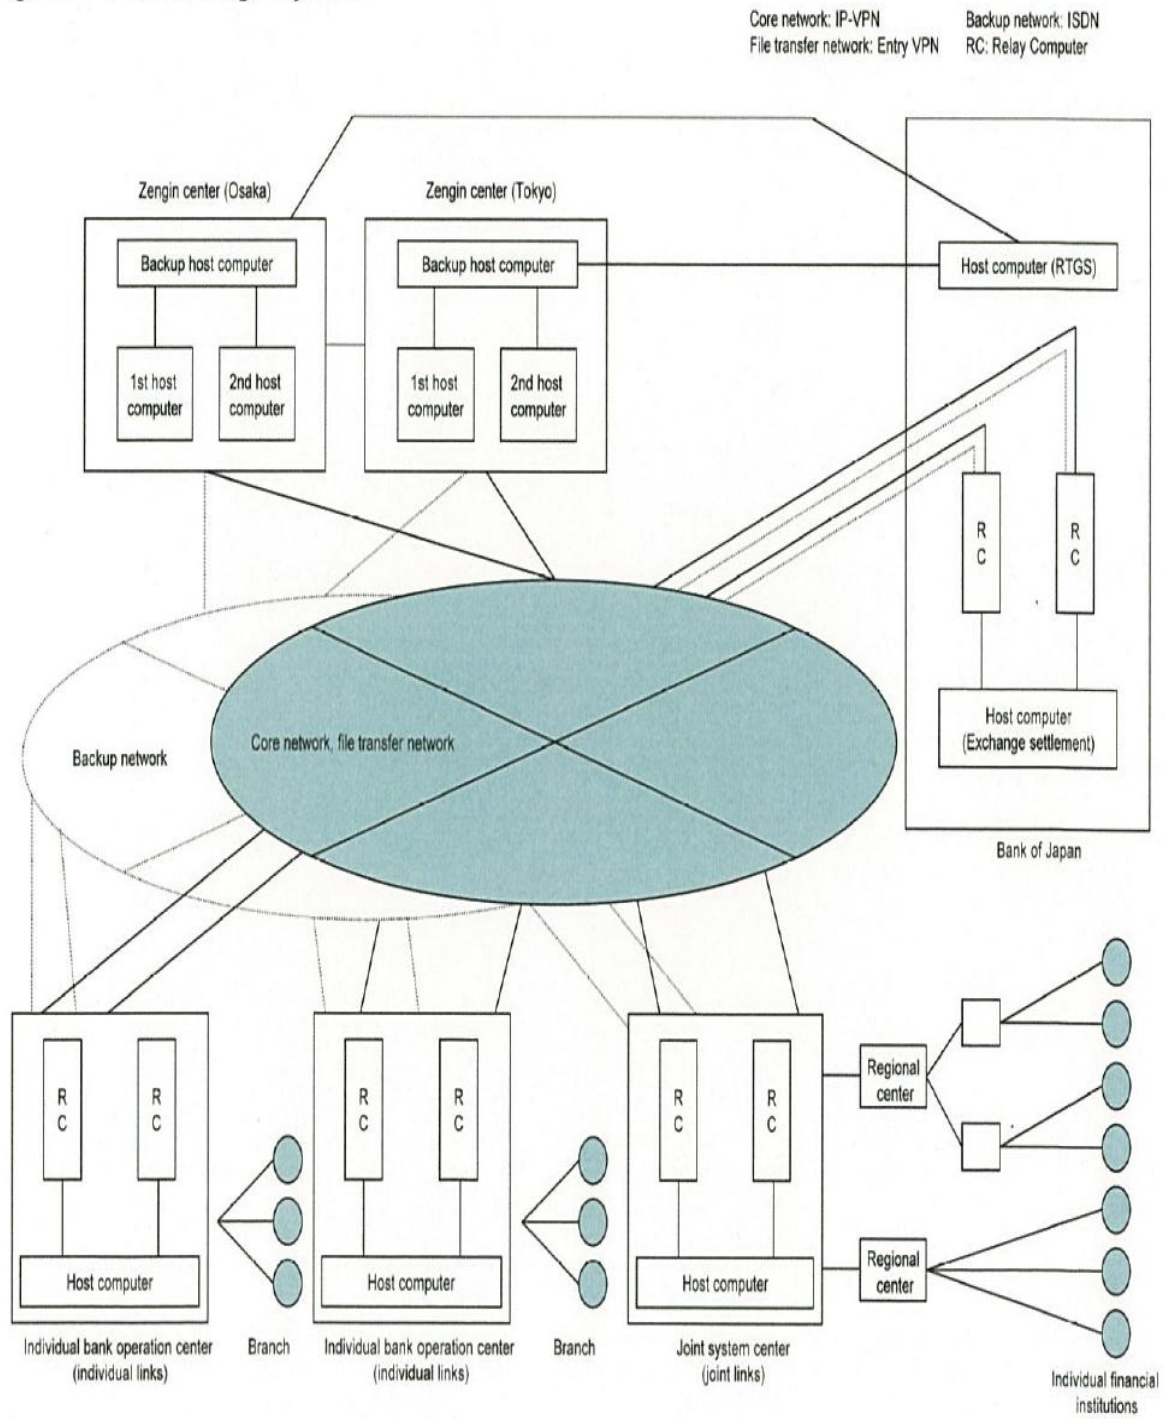 Core network: IP-VPN
Backup network: ISDN
File transfer network: Entry VPN
RC: Relay Computer
Zengin center (Osaka)
Zengin center (Tokyo)
Backup host computer
Backup host computer
Host computer (RTGS)
1st host
computer
2nd host
computer
1st host
computer
2nd host
computer
R
C
R
C
Host computer
(Exchange settlement)
Core network, file transfer network
Backup network
Bank of Japan
R
C
R
C
R
C
R
C
R
C
R
C
Regional
center
Regional
center
Host computer
Host computer
Host computer
Individual bank operation center
(individual links)
Branch
Individual bank operation center
(individual links)
Branch
Joint system center
(joint links)
Individual financial
institutions